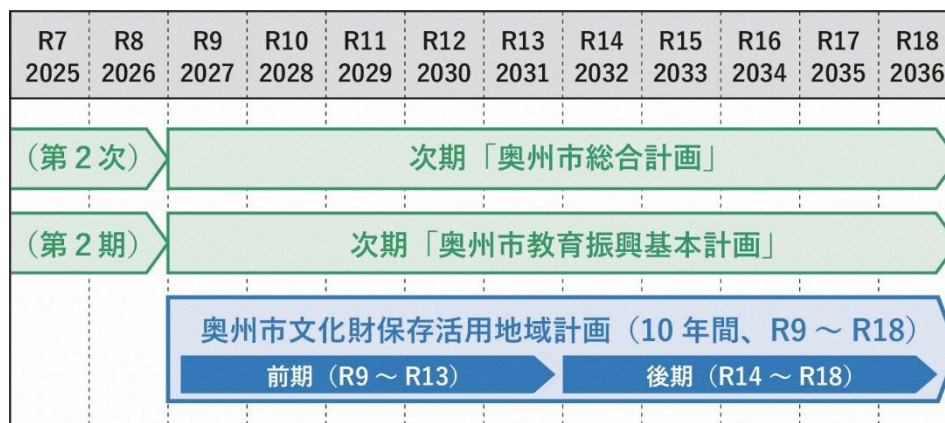 R7 R8 R9 R10 R11 R12 R13 R14 R15 R16 R17 R18
2025 2026 2027 2028 2029 2030 2031 2032 2033 2034 2035 2036
(第2次) 次期「奥州市総合計画」
(第2期) 次期「奥州市教育振興基本計画」
奥州市文化財保存活用地域計画(10年間、R9~R18)
前期(R9~R13) 後期(R14~R18)